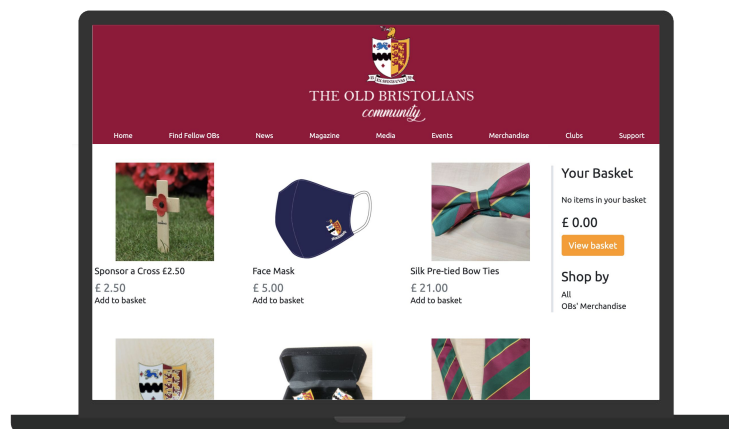 THE OLD BRISTOLIANS
community
Home Find Fellow OBs News Magazine Media Events Merchandise Clubs Support
Your Basket
No items in your basket
£ 0.00
View basket
Shop by
All
OBs' Merchandise
Sponsor a Cross £2.50
£ 2.50
Add to basket
Face Mask
£ 5.00
Add to basket
Silk Pre-tied Bow Ties
£ 21.00
Add to basket